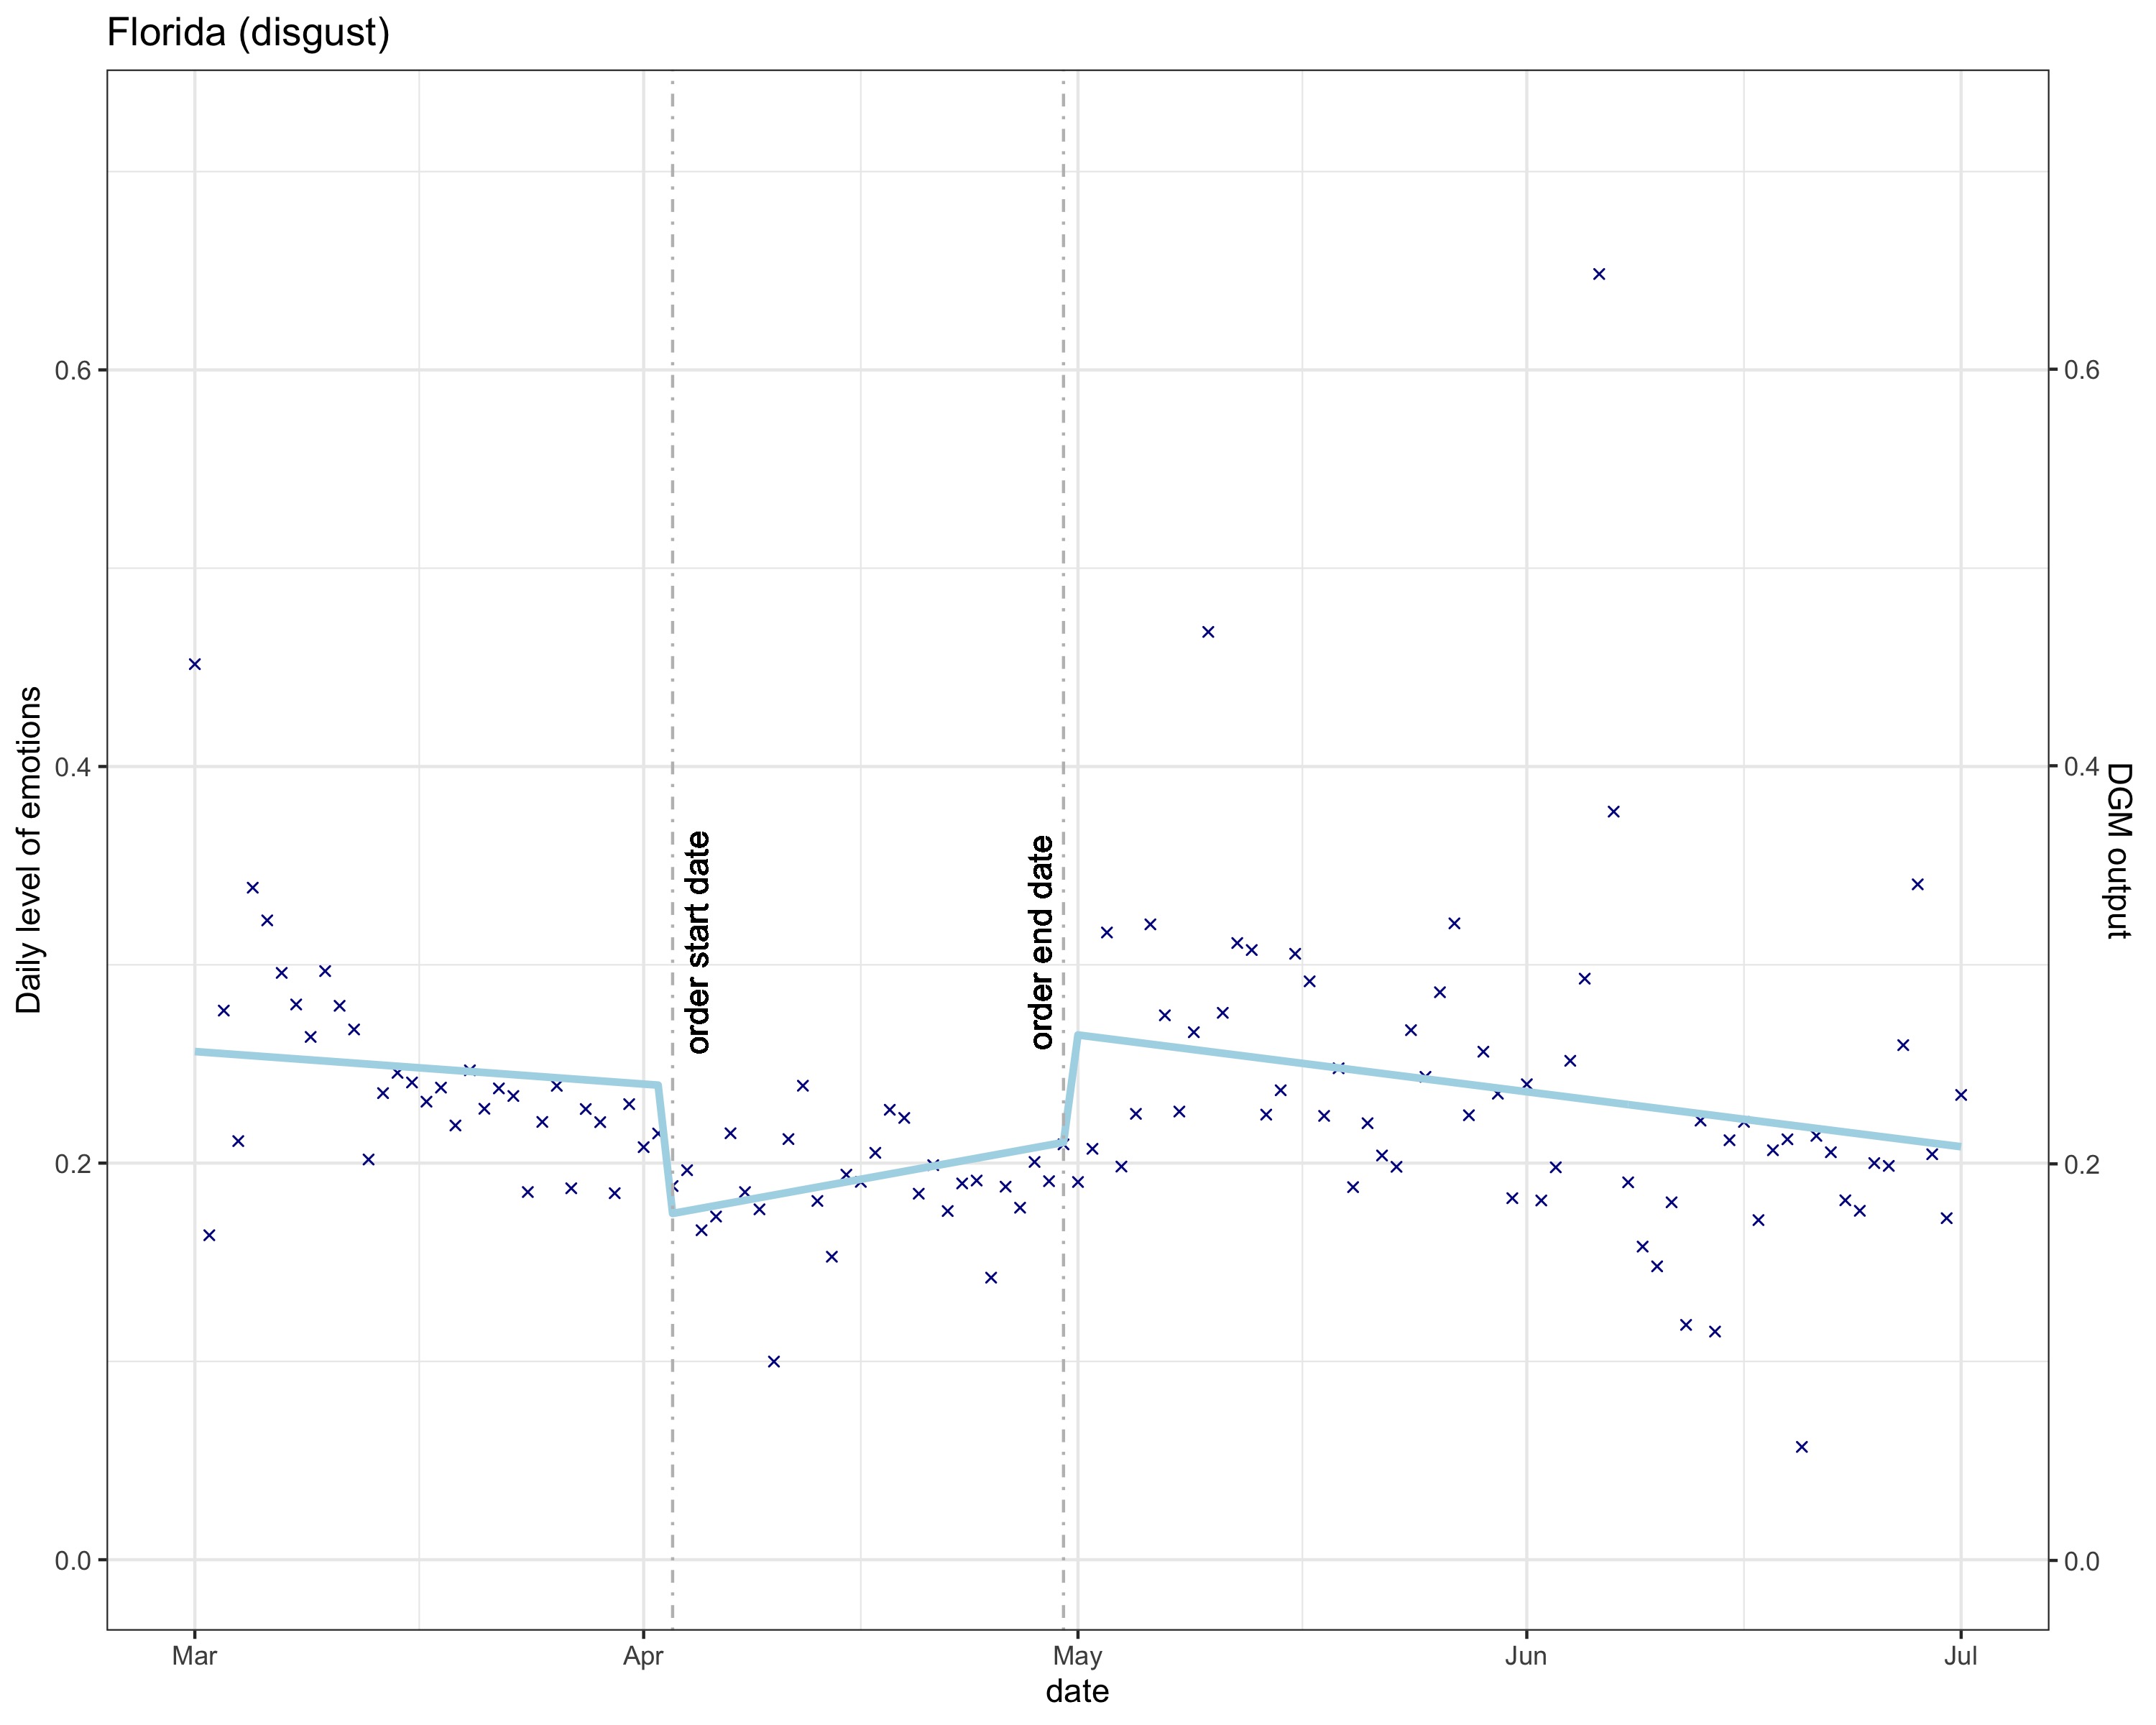 Florida (disgust)
Daily level of emotions
0.6
0.4
0.2
0.0
order start date
order end date
0.6
0.4
0.2
0.0
DGM output
Mar
Apr
May
Jun
Jul
date